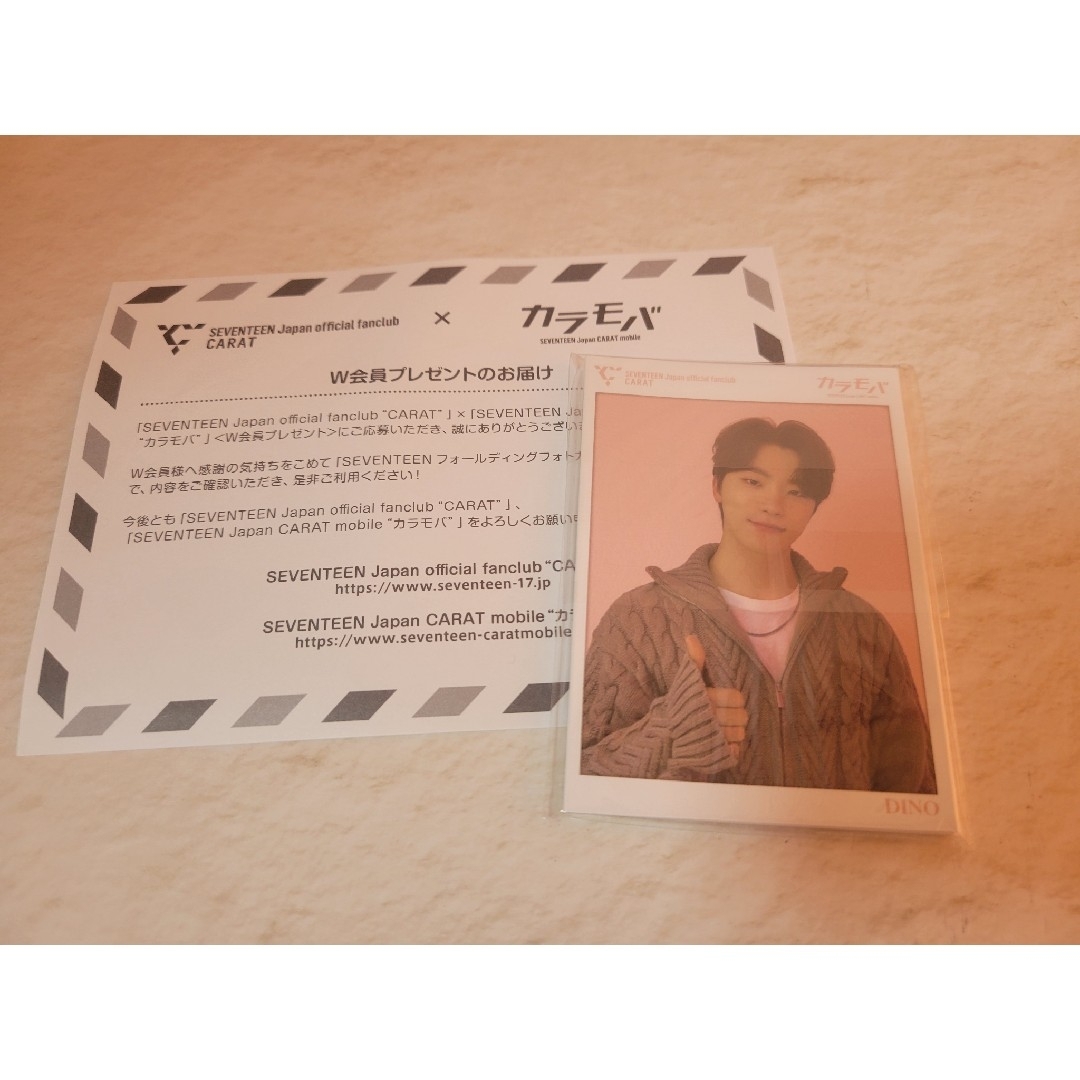 SEVENTEEN Japan official fanclub
CARAT
×
カラモバ
SEVENTEEN Japan CARAT mobile
W会員プレゼントのお届け
「SEVENTEEN Japan official fanclub “CARAT”」×「SEVENTEEN
“カラモバ”」<W会員プレゼント>にご応募いただき、誠にありがとうござい
W会員様へ感謝の気持ちをこめて「SEVENTEEN フォールディングフォト
で、内容をご確認いただき、是非ご利用ください!
今後とも「SEVENTEEN Japan official fanclub “CARAT”」、
「SEVENTEEN Japan CARAT mobile “カラモバ”」をよろしくお願い
SEVENTEEN Japan official fanclub “CA
https://www.seventeen-17.jp
SEVENTEEN Japan CARAT mobile “カ
https://www.seventeen-caratmobile
SEVENTEEN Japan official fanclub
CARAT
カラモバ
DINO